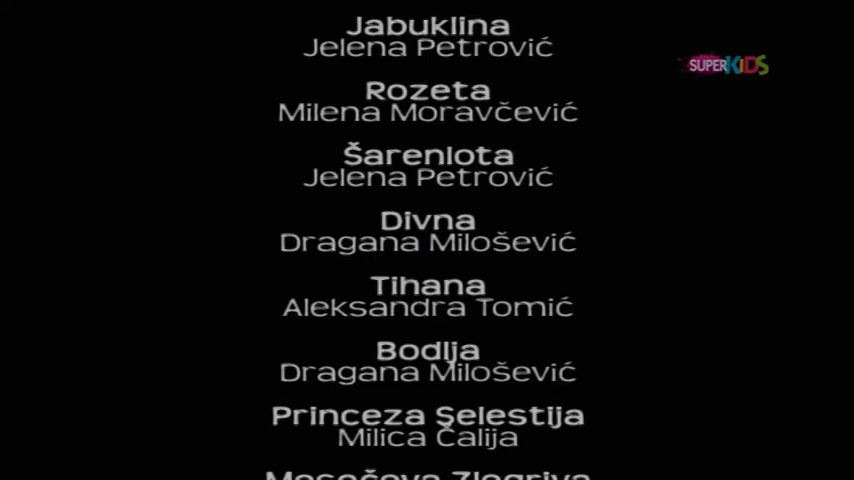 Jabuklina
Jelena Petrović
SUPERKIDS
Rozeta
Milena Moravčević
Šarenlota
Jelena Petrović
Divna
Dragana Milošević
Tihana
Aleksandra Tomić
Bodlja
Dragana Milošević
Princeza Selestija
Milica Čalija